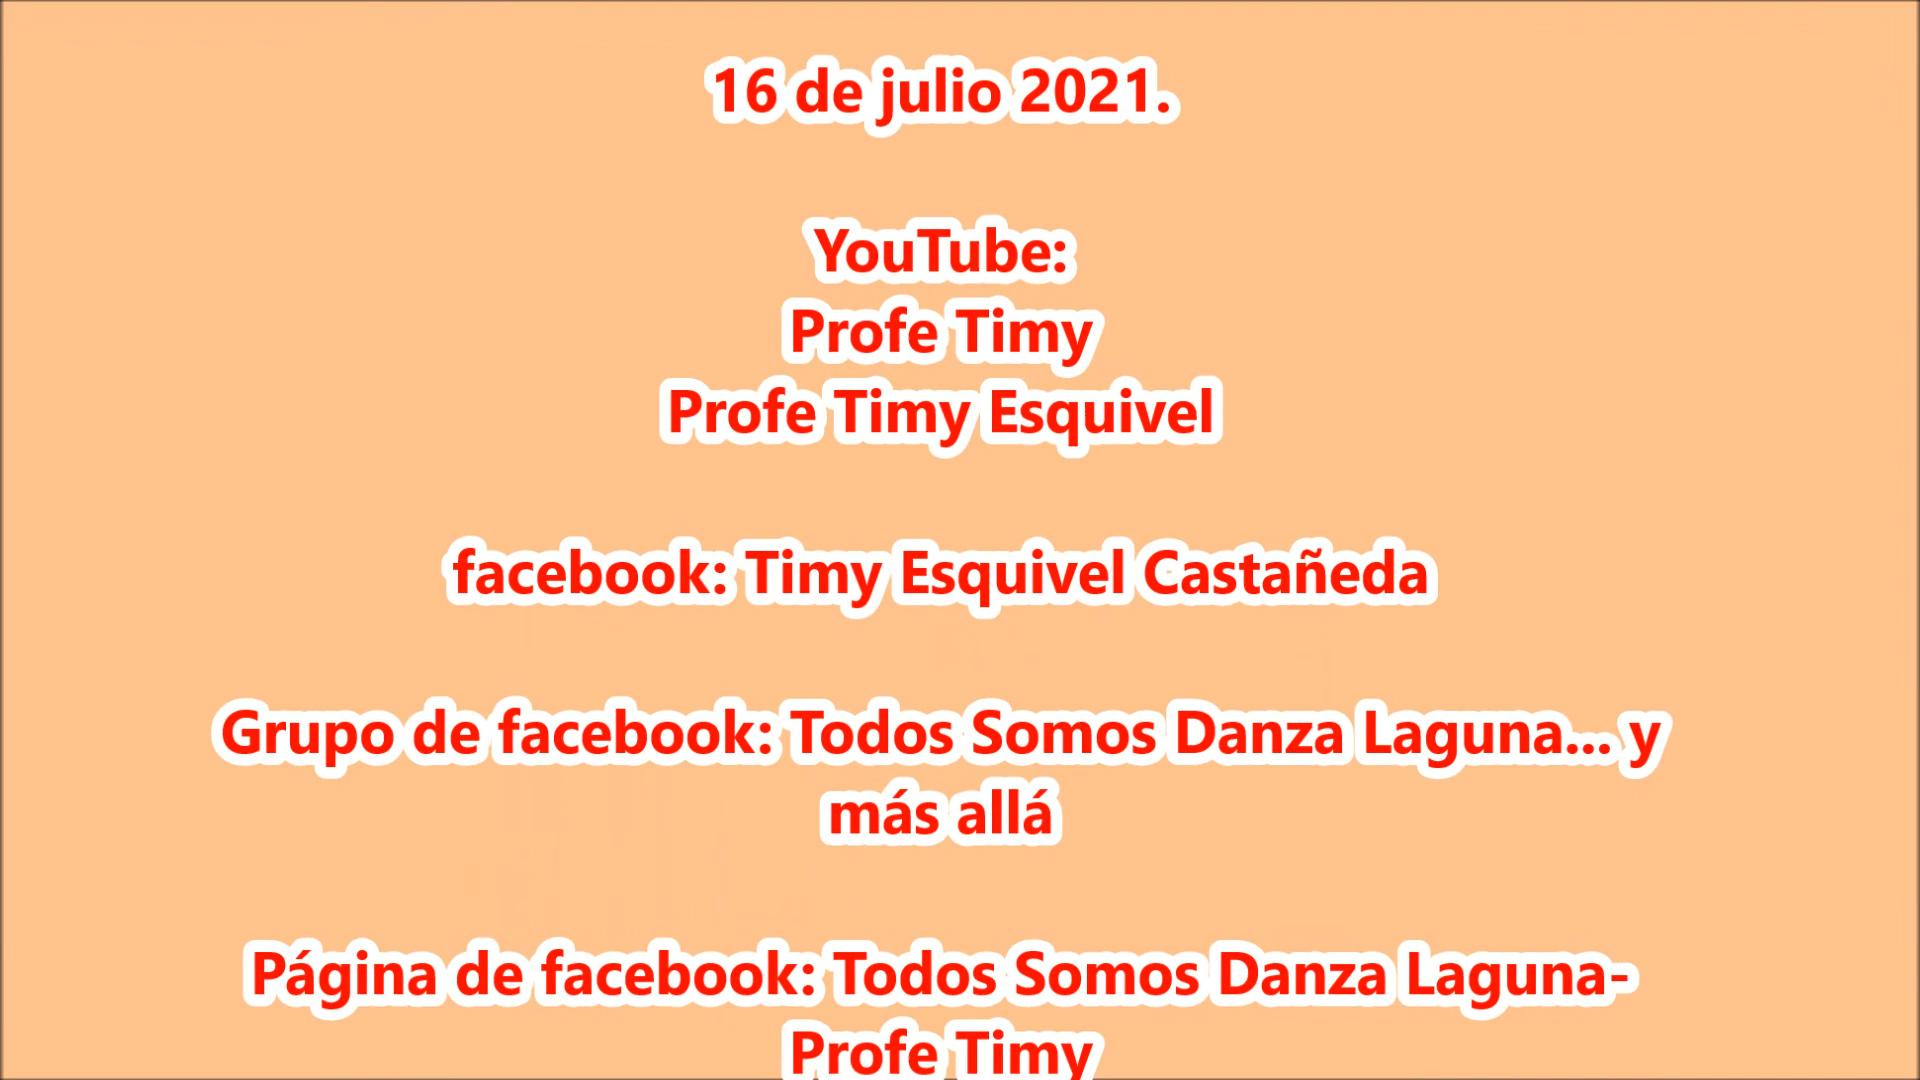 16 de julio 2021.
YouTube:
Profe Timy
Profe Timy Esquivel
facebook: Timy Esquivel Castañeda
Grupo de facebook: Todos Somos Danza Laguna... y
más allá
Página de facebook: Todos Somos Danza Laguna-
Profe Timy